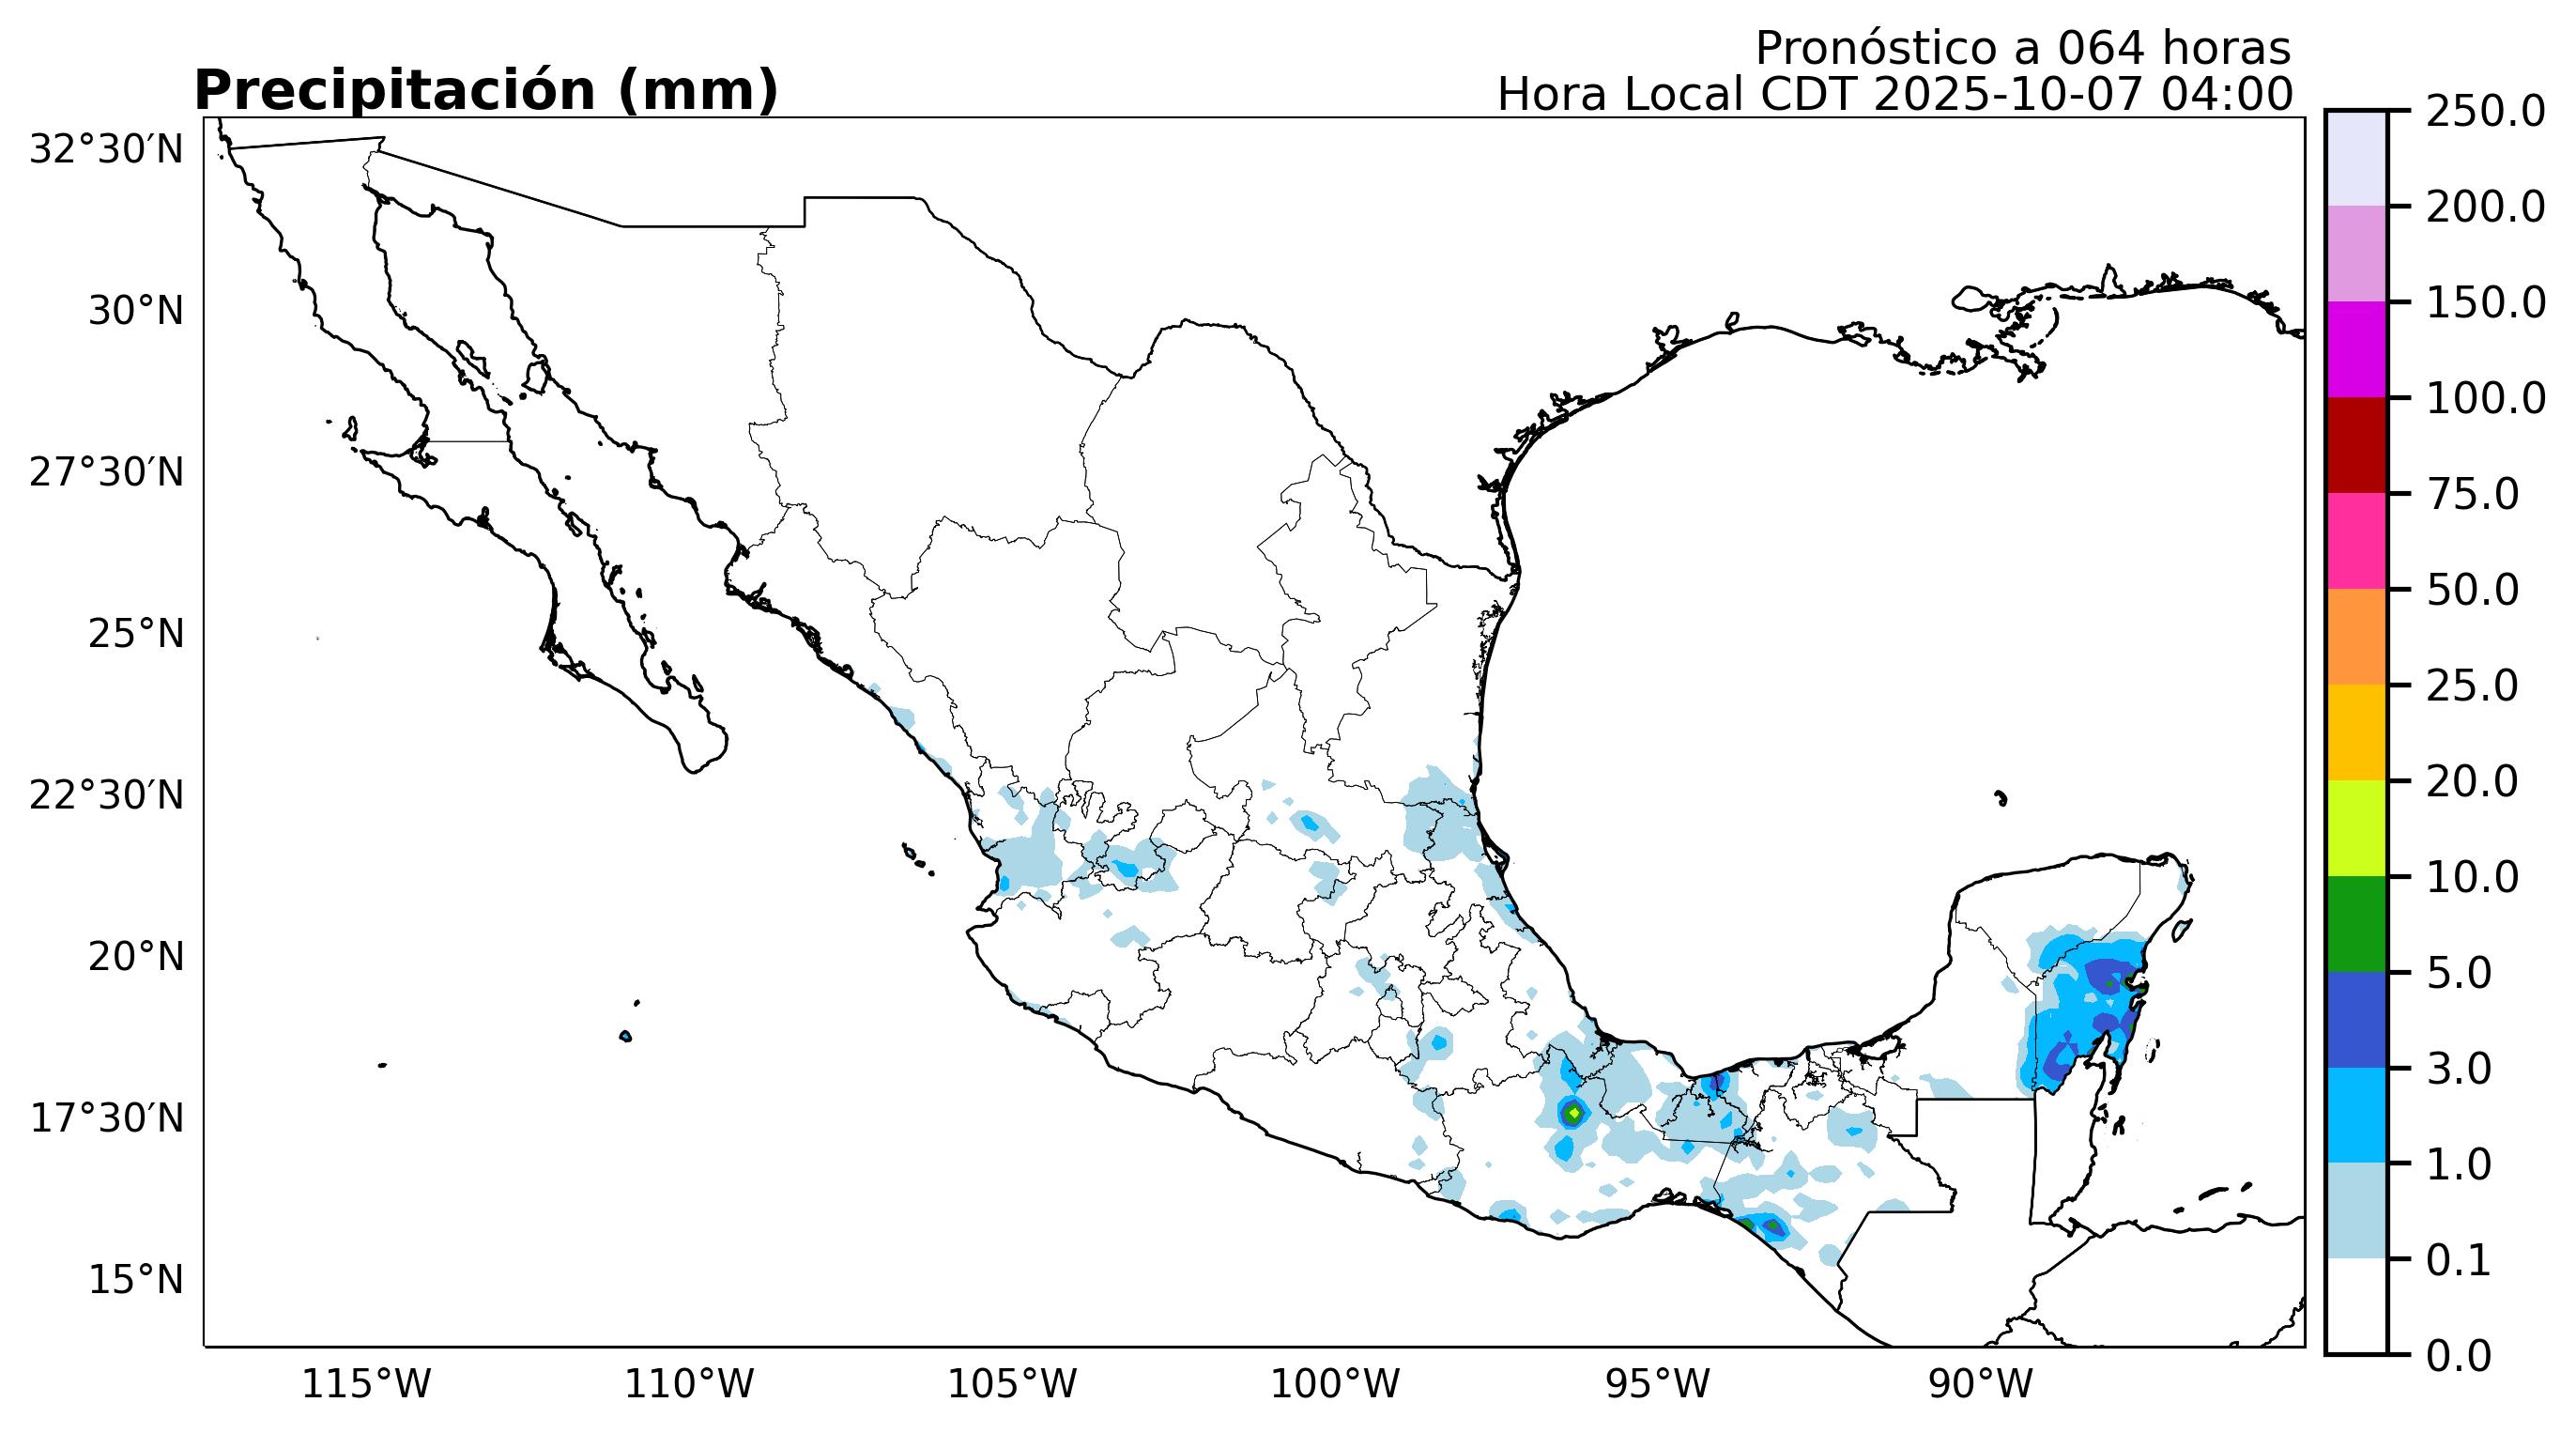 Pronóstico a 064 horas
Precipitación (mm)
Hora Local CDT 2025-10-07 04:00
32°30′N
30°N
27°30′N
25°N
22°30′N
20°N
17°30′N
15°N
115°W
110°W
105°W
100°W
95°W
90°W
250.0
200.0
150.0
100.0
75.0
50.0
25.0
20.0
10.0
5.0
3.0
1.0
0.1
0.0